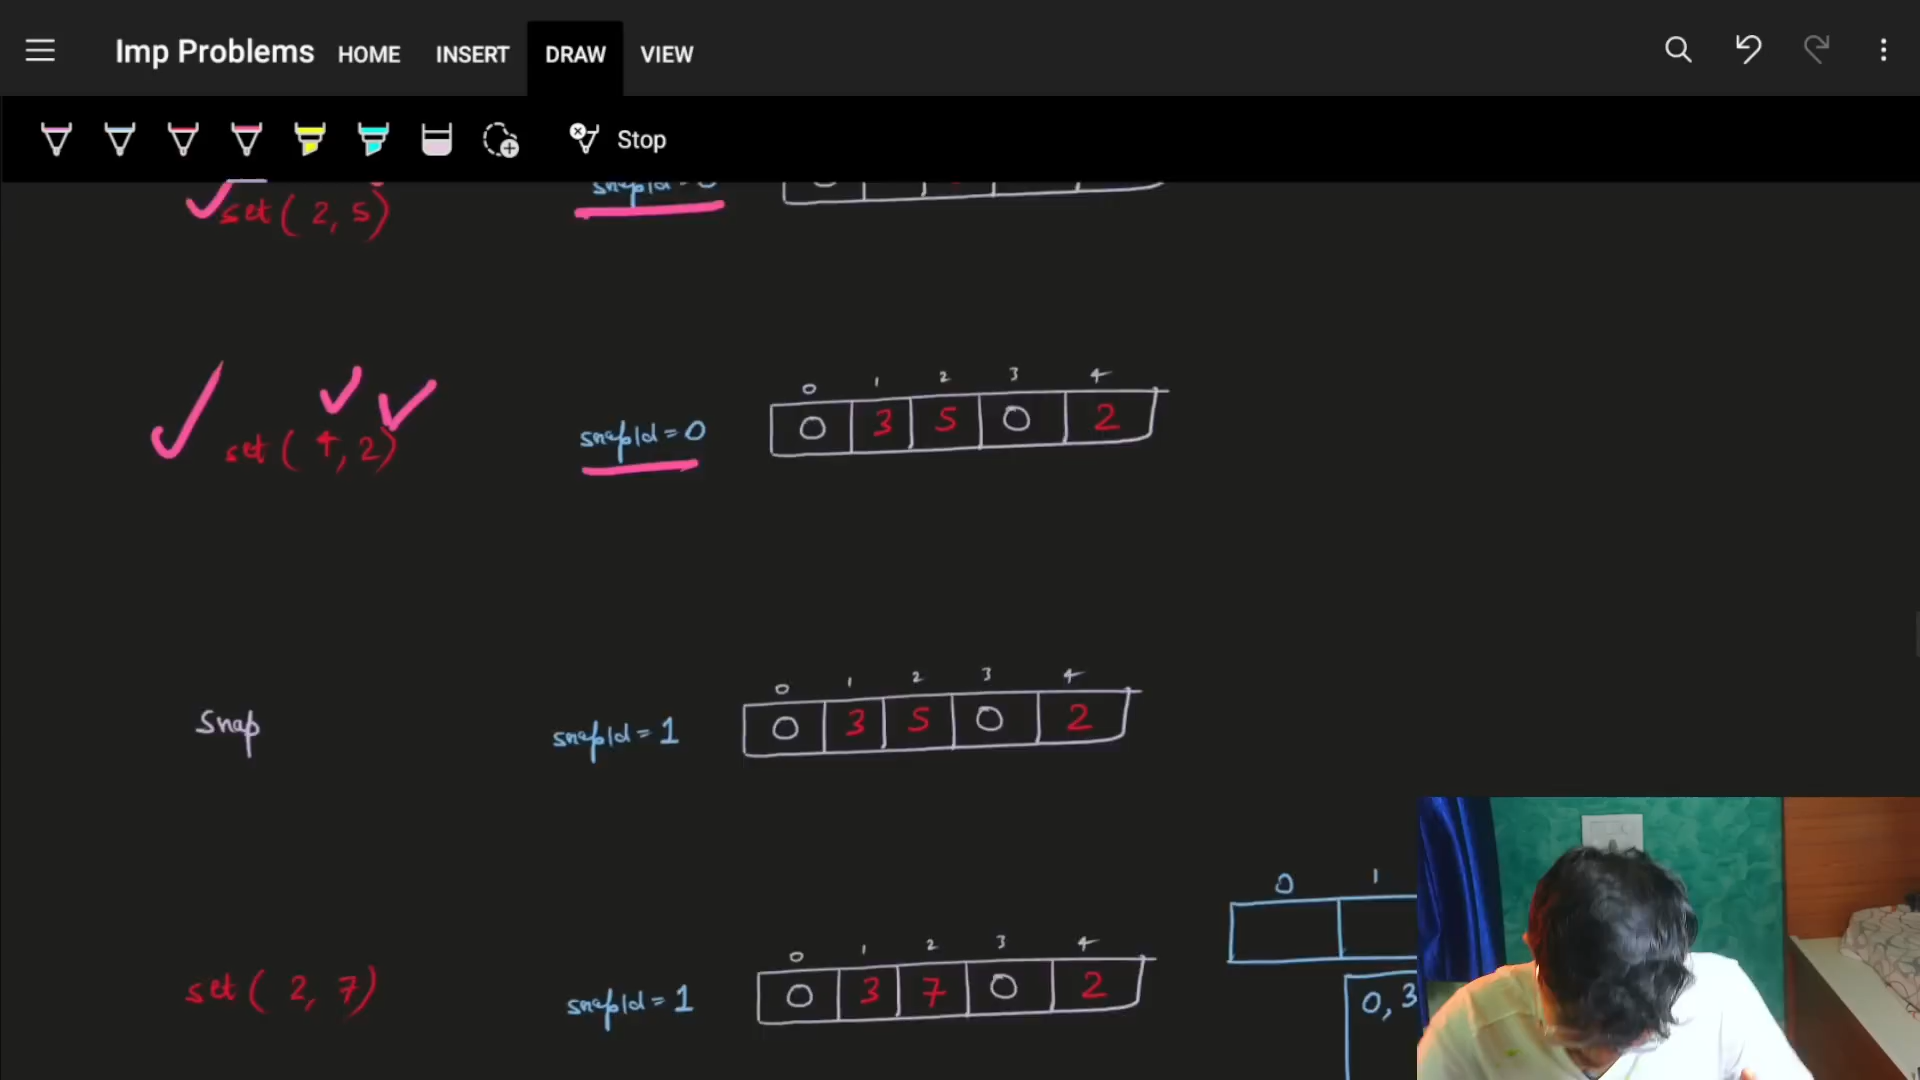 Imp Problems HOME INSERT DRAW VIEW
Stop
set ( 2, 5)
0 1 2 3 4
set ( 4, 2) snapId = 0 0 3 5 0 2
0 1 2 3 4
Snap snapId = 1 0 3 5 0 2
0 1
0 1 2 3 4
set ( 2, 7) snapId = 1 0 3 7 0 2
0, 3